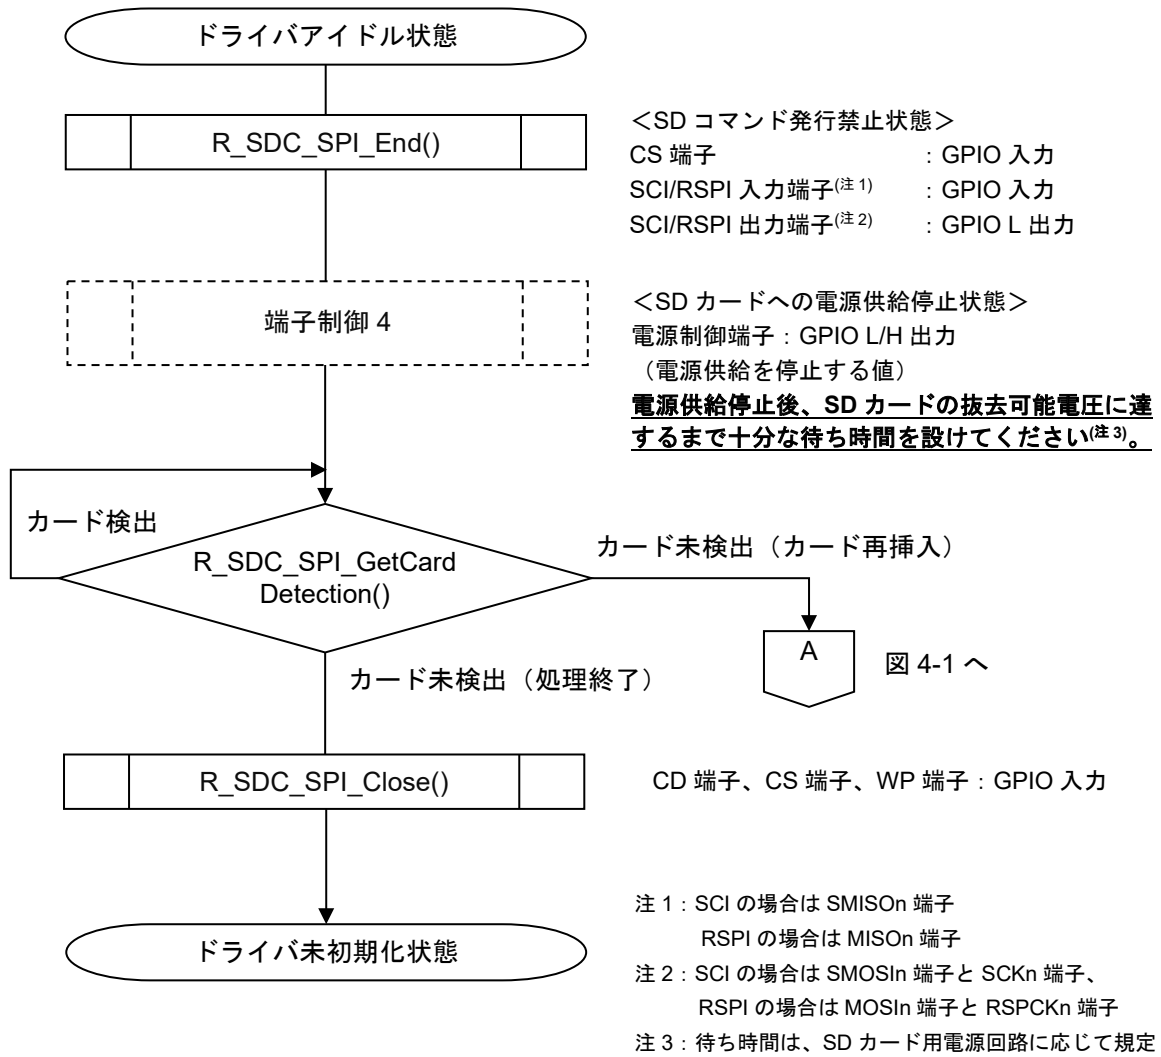 ドライバアイドル状態
R_SDC_SPI_End()
＜SD コマンド発行禁止状態＞
CS 端子 : GPIO 入力
SCI/RSPI 入力端子(注 1) : GPIO 入力
SCI/RSPI 出力端子(注 2) : GPIO L 出力
端子制御 4
＜SD カードへの電源供給停止状態＞
電源制御端子：GPIO L/H 出力
（電源供給を停止する値）
電源供給停止後、SD カードの抜去可能電圧に達
するまで十分な待ち時間を設けてください(注 3)。
カード検出
R_SDC_SPI_GetCard
Detection()
カード未検出（カード再挿入）
A
図 4-1 へ
カード未検出（処理終了）
R_SDC_SPI_Close()
CD 端子、CS 端子、WP 端子：GPIO 入力
ドライバ未初期化状態
注 1：SCI の場合は SMISOn 端子
RSPI の場合は MISOn 端子
注 2：SCI の場合は SMOSIn 端子と SCKn 端子、
RSPI の場合は MOSIn 端子と RSPCKn 端子
注 3：待ち時間は、SD カード用電源回路に応じて規定